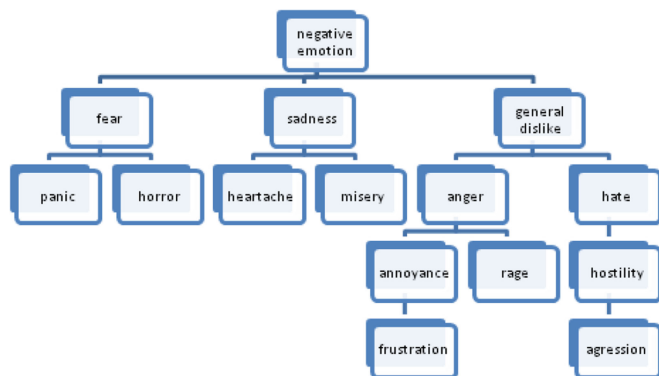 negative
emotion
fear
sadness
general
dislike
panic
horror
heartache
misery
anger
hate
annoyance
rage
hostility
frustration
agression